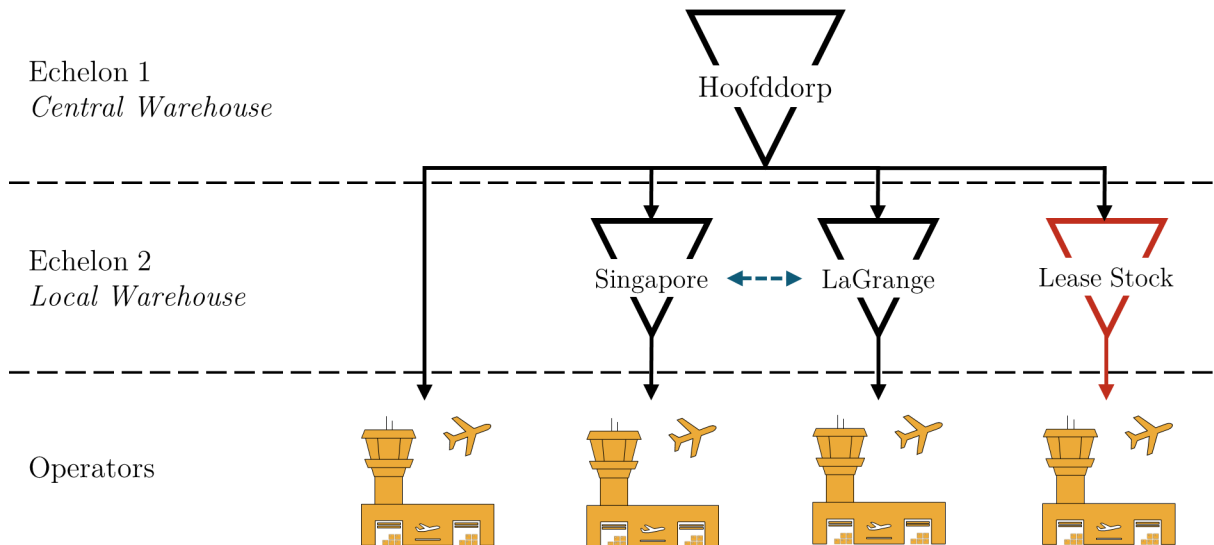 Echelon 1
Central Warehouse
Hoofddorp
Echelon 2
Local Warehouse
Singapore
LaGrange
Lease Stock
Operators